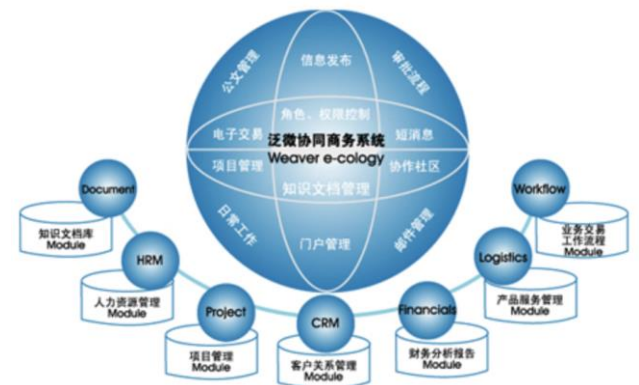 公文管理
信息发布
审批流程
角色、权限控制
电子交易
泛微协同商务系统
短消息
Weaver e-cology
项目管理
协作社区
知识文档管理
日常工作
门户管理
邮件管理
Document
知识文档库
Module
HRM
人力资源管理
Module
Project
项目管理
Module
CRM
客户关系管理
Module
Financials
财务分析报告
Module
Logistics
产品服务管理
Module
Workflow
业务交易
工作流程
Module